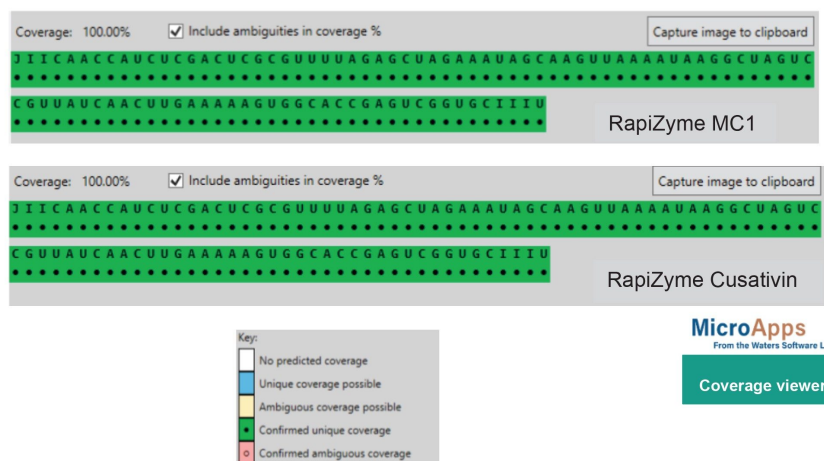 Coverage: 100.00% Include ambiguities in coverage % Capture image to clipboard
J I I C A A C C A U C U C G A C U C G C G U U U U A G A G C U A G A A A U A G C A A G U U A A A A U A A G G C U A G U C
C G U U A U C A A C U U G A A A A A G U G G C A C C G A G U C G G U G C I I I U
RapiZyme MC1
Coverage: 100.00% Include ambiguities in coverage % Capture image to clipboard
J I I C A A C C A U C U C G A C U C G C G U U U U A G A G C U A G A A A U A G C A A G U U A A A A U A A G G C U A G U C
C G U U A U C A A C U U G A A A A A G U G G C A C C G A G U C G G U G C I I I U
RapiZyme Cusativin
MicroApps
From the Waters Software L
Coverage viewer
Key:
No predicted coverage
Unique coverage possible
Ambiguous coverage possible
Confirmed unique coverage
Confirmed ambiguous coverage